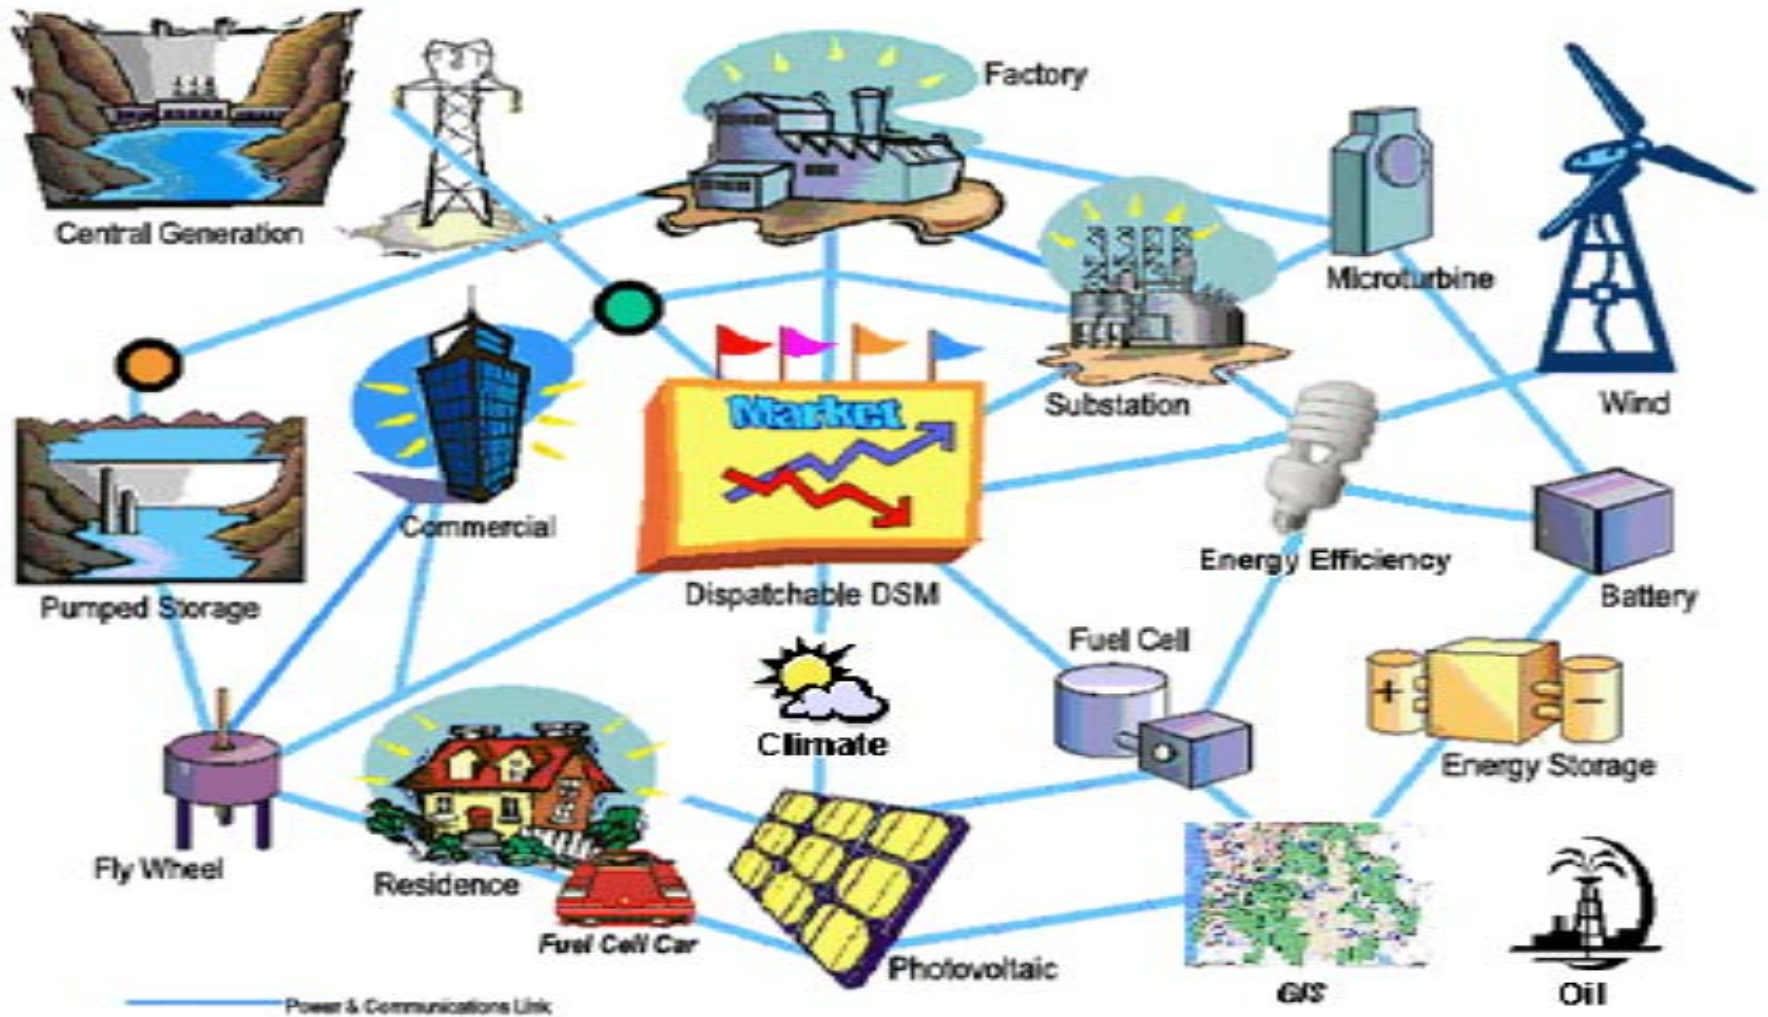 Factory
Central Generation
Microturbine
Market
Substation
Wind
Commercial
Energy Efficiency
Dispatchable DSM
Battery
Pumped Storage
Fuel Cell
+
-
Climate
Energy Storage
Fly Wheel
Residence
Fuel Cell Car
Photovoltaic
GIS
Oil
Power & Communications Link